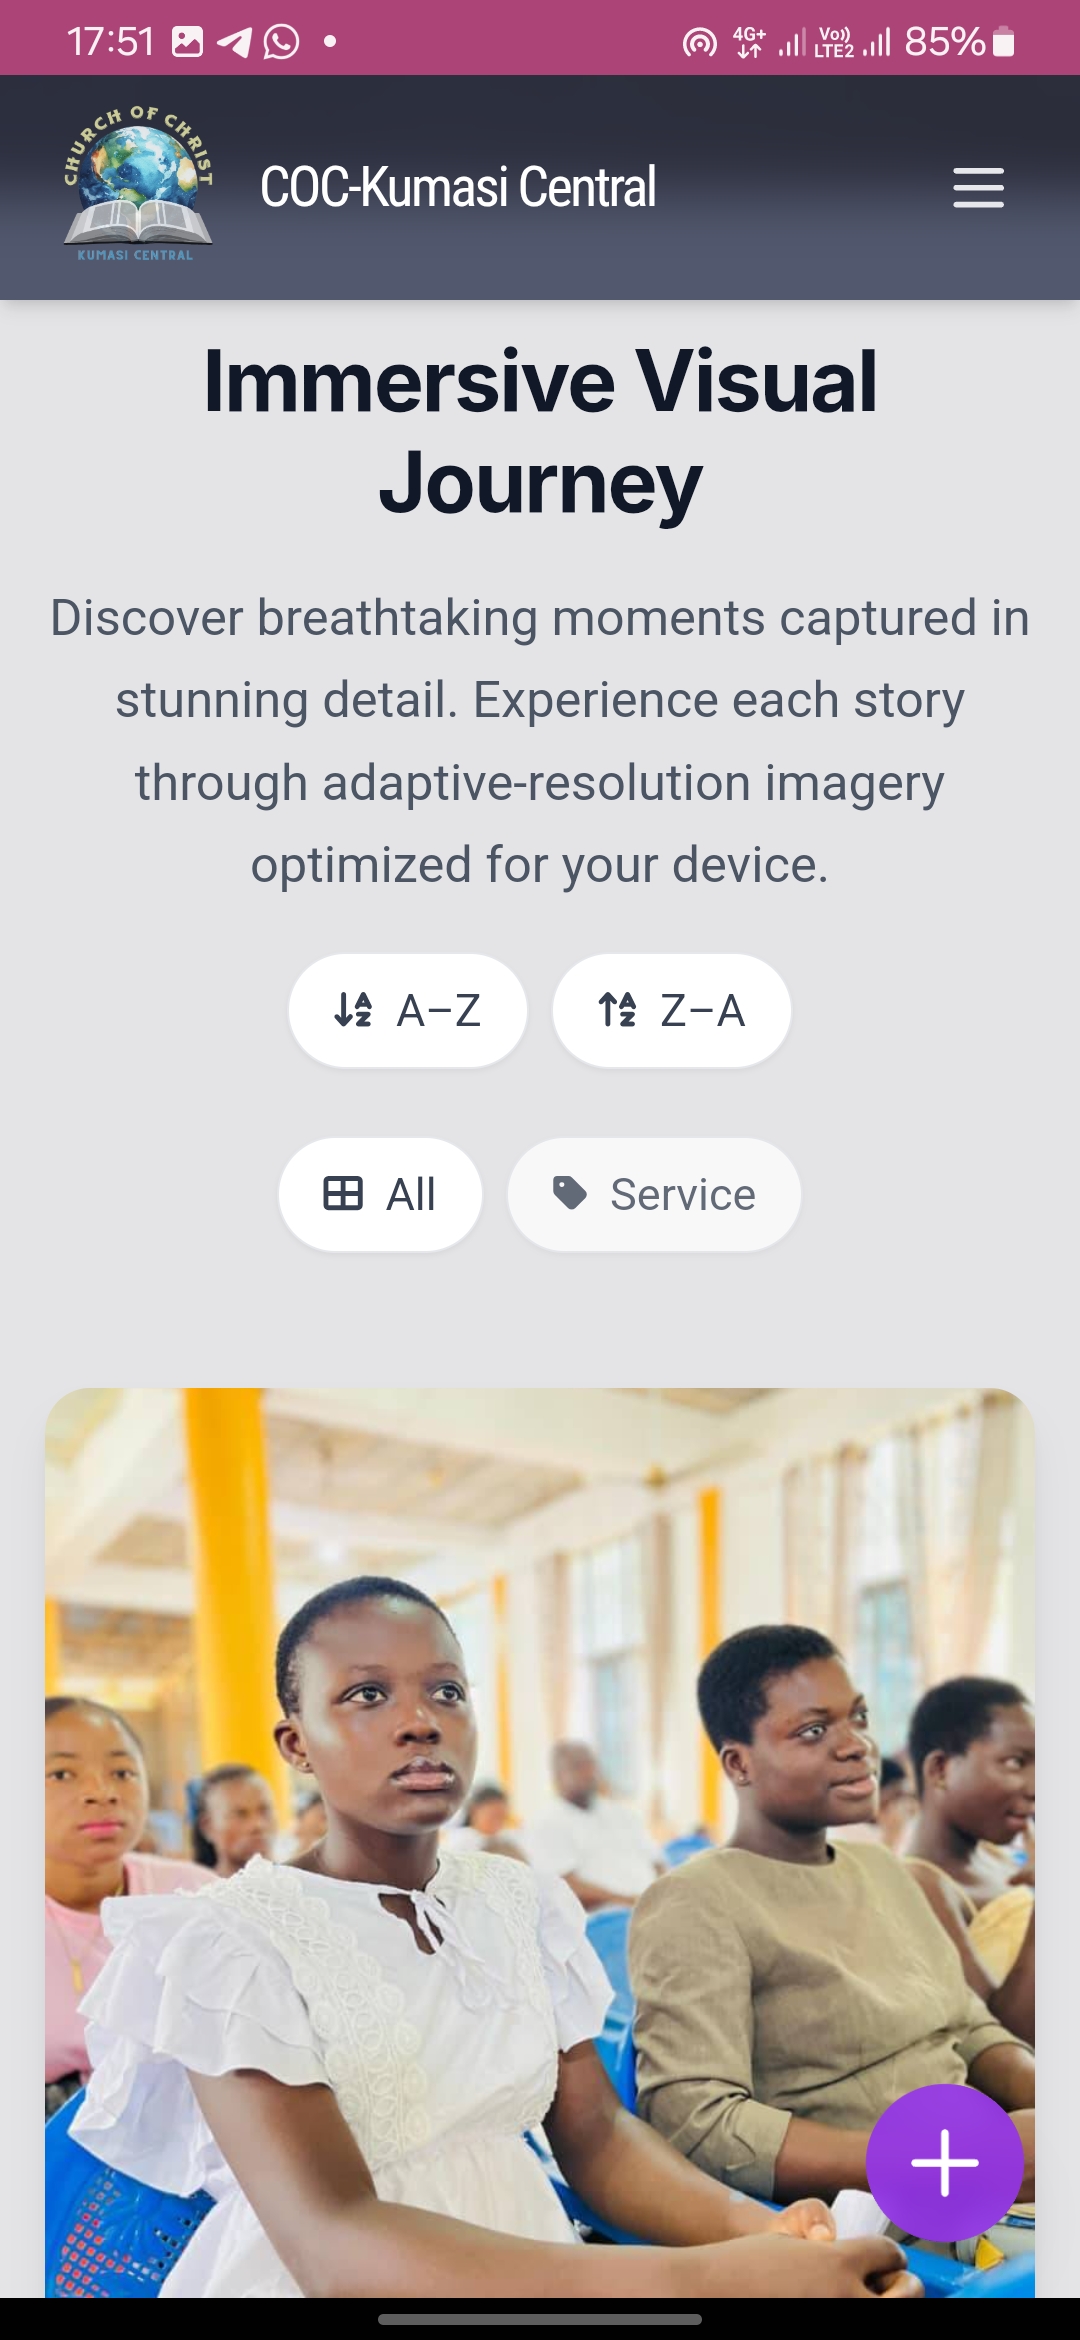 17:51
4G+
Vo))
LTE2
85%
CHURCH OF CHRIST
KUMASI CENTRAL
COC-Kumasi Central
Immersive Visual
Journey
Discover breathtaking moments captured in
stunning detail. Experience each story
through adaptive-resolution imagery
optimized for your device.
A–Z
Z–A
All
Service